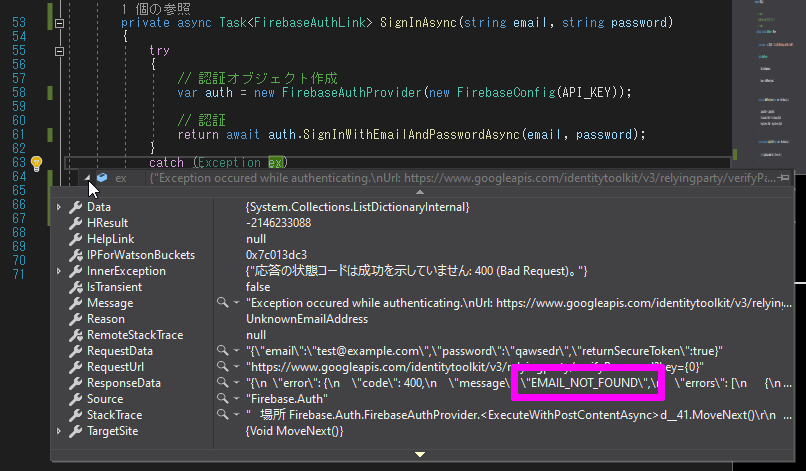 1 個の参照
53 private async Task<FirebaseAuthLink> SignInAsync(string email, string password)
54 {
55 try
56 {
57 // 認証オブジェクト作成
58 var auth = new FirebaseAuthProvider(new FirebaseConfig(API_KEY));
59
60 // 認証
61 return await auth.SignInWithEmailAndPasswordAsync(email, password);
62 }
63 catch (Exception ex)
64 ex {"Exception occured while authenticating.\nUrl: https://www.googleapis.com/identitytoolkit/v3/relyingparty/verifyPa...
65
66 Data {System.Collections.ListDictionaryInternal}
67 HResult -2146233088
68 HelpLink null
69 IPForWatsonBuckets 0x7c013dc3
70 InnerException {"応答の状態コードは成功を示していません: 400 (Bad Request)。"}
71 IsTransient false
Message "Exception occured while authenticating.\nUrl: https://www.googleapis.com/identitytoolkit/v3/relying
Reason UnknownEmailAddress
RemoteStackTrace null
RequestData "{\"email\":\"test@example.com\",\"password\":\"qawsedr\",\"returnSecureToken\":true}"
RequestUrl "https://www.googleapis.com/identitytoolkit/v3/
ResponseData "{\n \"error\": {\n \"code\": 400,\n \"message\ \"EMAIL_NOT_FOUND\",\n \"errors\": [\n {\n ...
Source "Firebase.Auth"
StackTrace " 場所 Firebase.Auth.FirebaseAuthProvider.<ExecuteWithPostContentAsync>d__41.MoveNext()\r\n ...
TargetSite {Void MoveNext()}